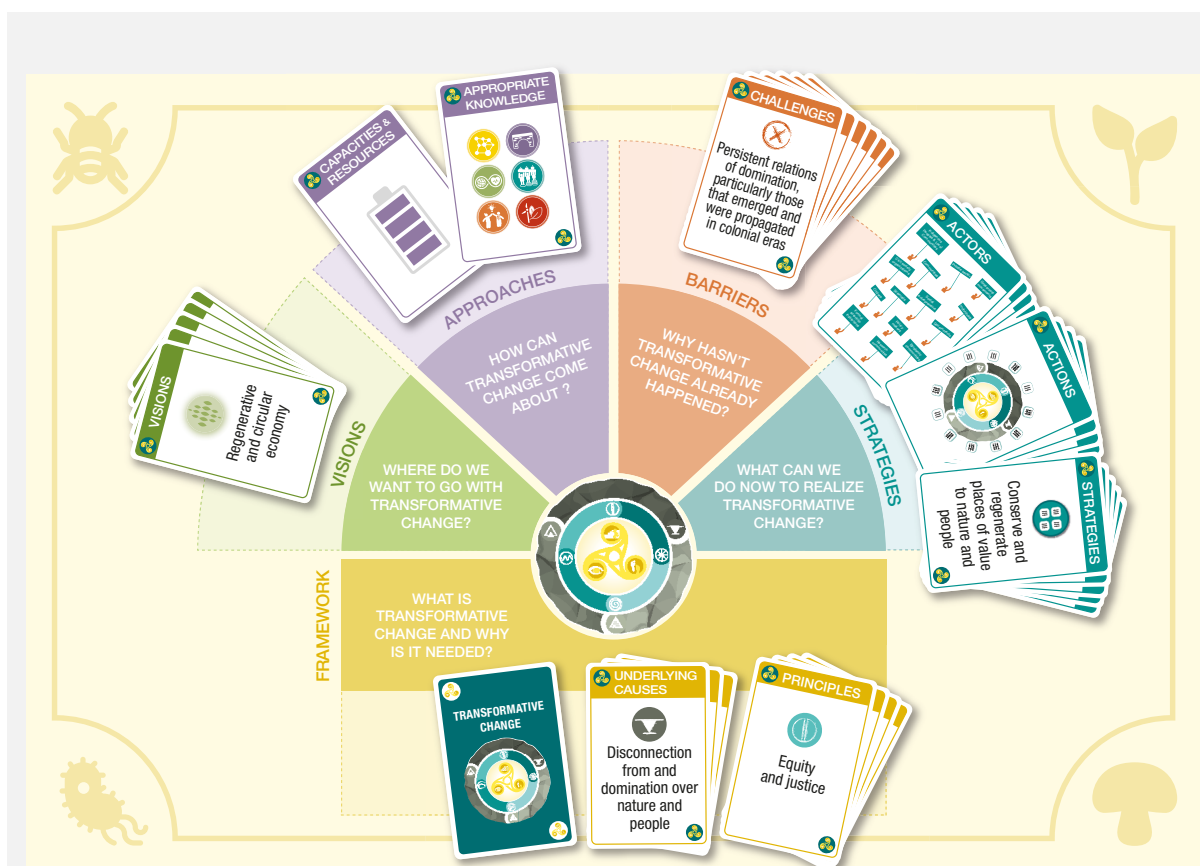 CAPACITIES &
RESOURCES
APPROPRIATE
KNOWLEDGE
CHALLENGES
Persistent relations
of domination,
particularly those
that emerged and
were propagated
in colonial eras
ACTORS
ACTIONS
STRATEGIES
Conserve and
regenerate
places of value
to nature and
people
VISIONS
Regenerative
and circular
economy
VISIONS
WHERE DO WE
WANT TO GO WITH
TRANSFORMATIVE
CHANGE?
APPROACHES
HOW CAN
TRANSFORMATIVE
CHANGE COME
ABOUT ?
BARRIERS
WHY HASN'T
TRANSFORMATIVE
CHANGE ALREADY
HAPPENED?
STRATEGIES
WHAT CAN WE
DO NOW TO REALIZE
TRANSFORMATIVE
CHANGE?
FRAMEWORK
WHAT IS
TRANSFORMATIVE
CHANGE AND WHY
IS IT NEEDED?
TRANSFORMATIVE
CHANGE
UNDERLYING
CAUSES
Disconnection
from and
domination over
nature and
people
PRINCIPLES
Equity
and justice